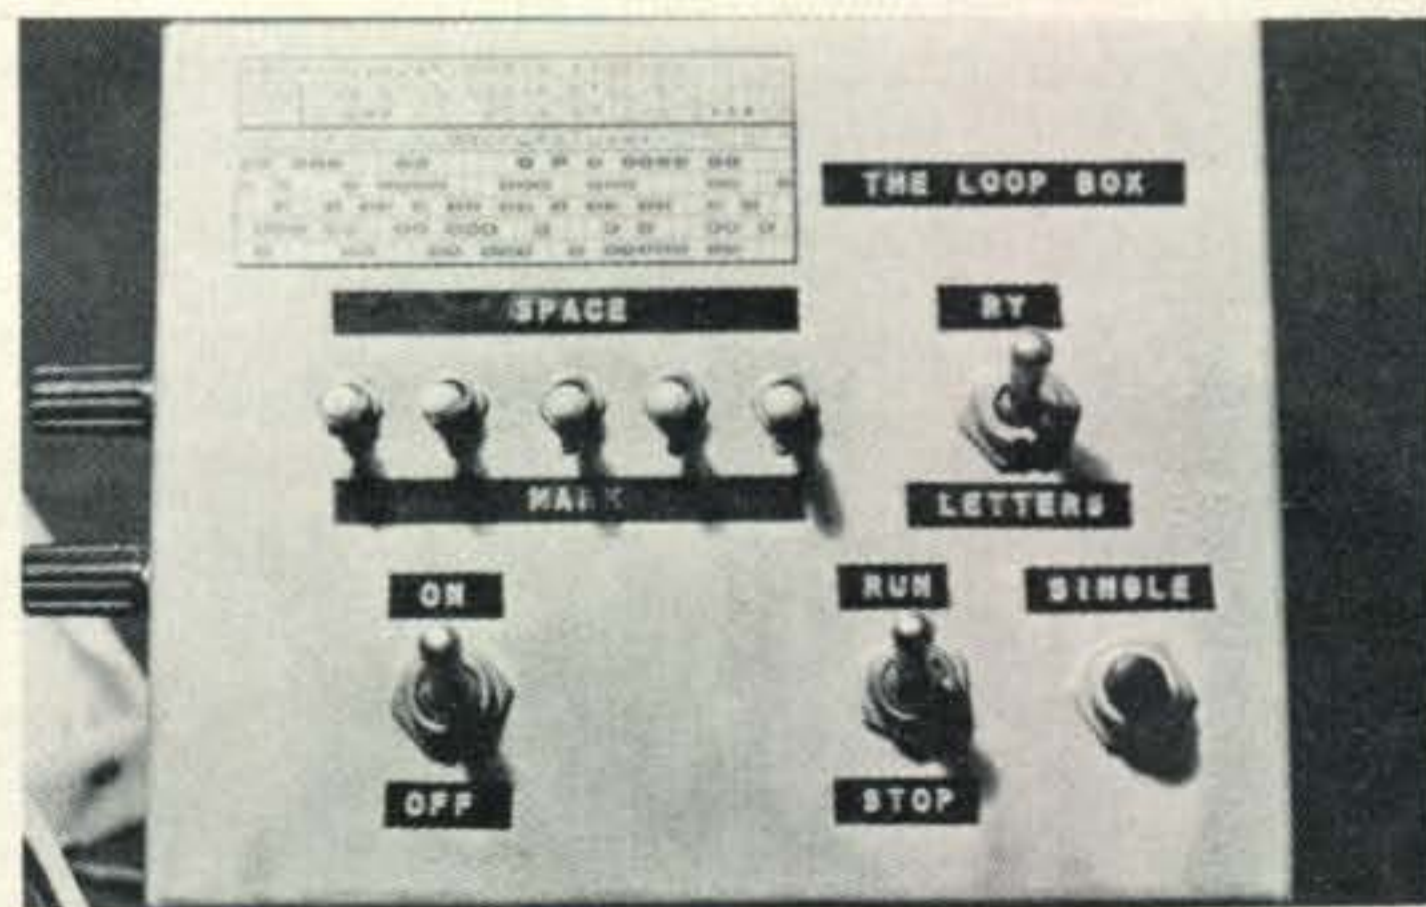 THE LOOP BOX
SPACE
RY
MARK
LETTERS
ON
RUN
SINGLE
OFF
STOP